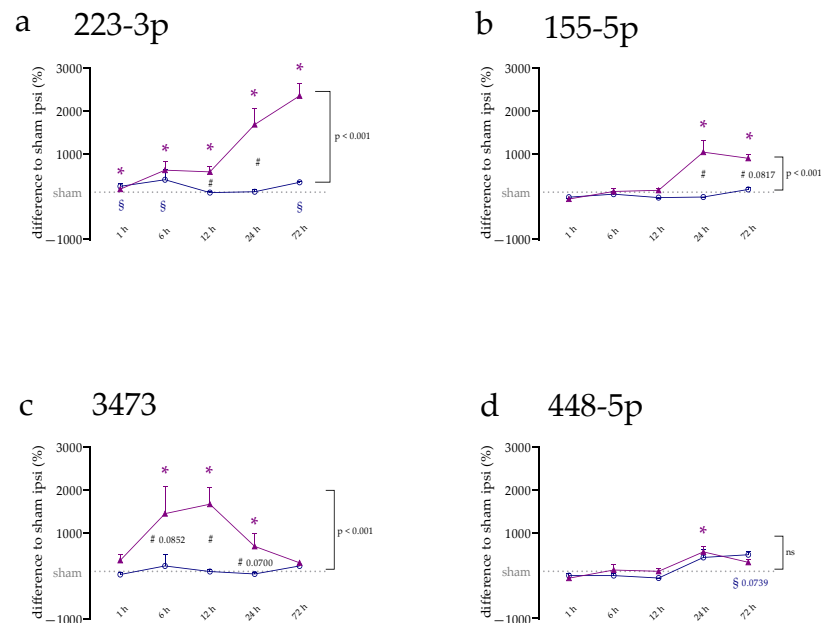 a 223-3p
difference to sham ipsi (%)
3000
2000
1000
sham
−1000
* * * * *
# #
§ § §
p < 0.001
1 h 6 h 12 h 24 h 72 h
b 155-5p
difference to sham ipsi (%)
3000
2000
1000
−1000
* *
# # 0.0817
p < 0.001
1 h 6 h 12 h 24 h 72 h
c 3473
difference to sham ipsi (%)
3000
2000
1000
sham
−1000
* * *
# 0.0852 #
# 0.0700
p < 0.001
1 h 6 h 12 h 24 h 72 h
d 448-5p
difference to sham ipsi (%)
3000
2000
1000
sham
−1000
*
ns
§ 0.0739
1 h 6 h 12 h 24 h 72 h